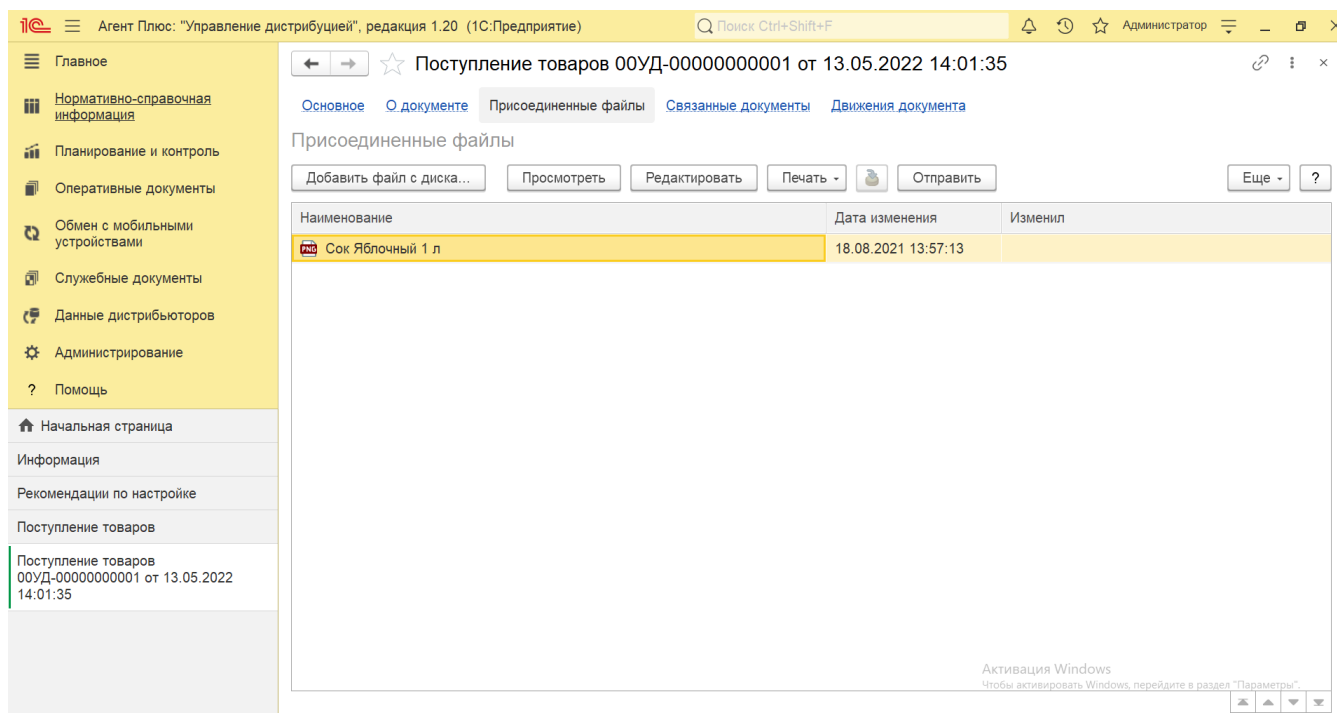 1С Агент Плюс: "Управление дистрибуцией", редакция 1.20 (1С:Предприятие) Поиск Ctrl+Shift+F Администратор
Главное
Нормативно-справочная
информация
Планирование и контроль
Оперативные документы
Обмен с мобильными
устройствами
Служебные документы
Данные дистрибьюторов
Администрирование
? Помощь
Начальная страница
Информация
Рекомендации по настройке
Поступление товаров
Поступление товаров
00УД-00000000001 от 13.05.2022
14:01:35
Поступление товаров 00УД-00000000001 от 13.05.2022 14:01:35
Основное О документе Присоединенные файлы Связанные документы Движения документа
Присоединенные файлы
Добавить файл с диска... Просмотреть Редактировать Печать Отправить Еще ?
Наименование Дата изменения Изменил
PNG Сок Яблочный 1 л 18.08.2021 13:57:13
Активация Windows
Чтобы активировать Windows, перейдите в раздел "Параметры".